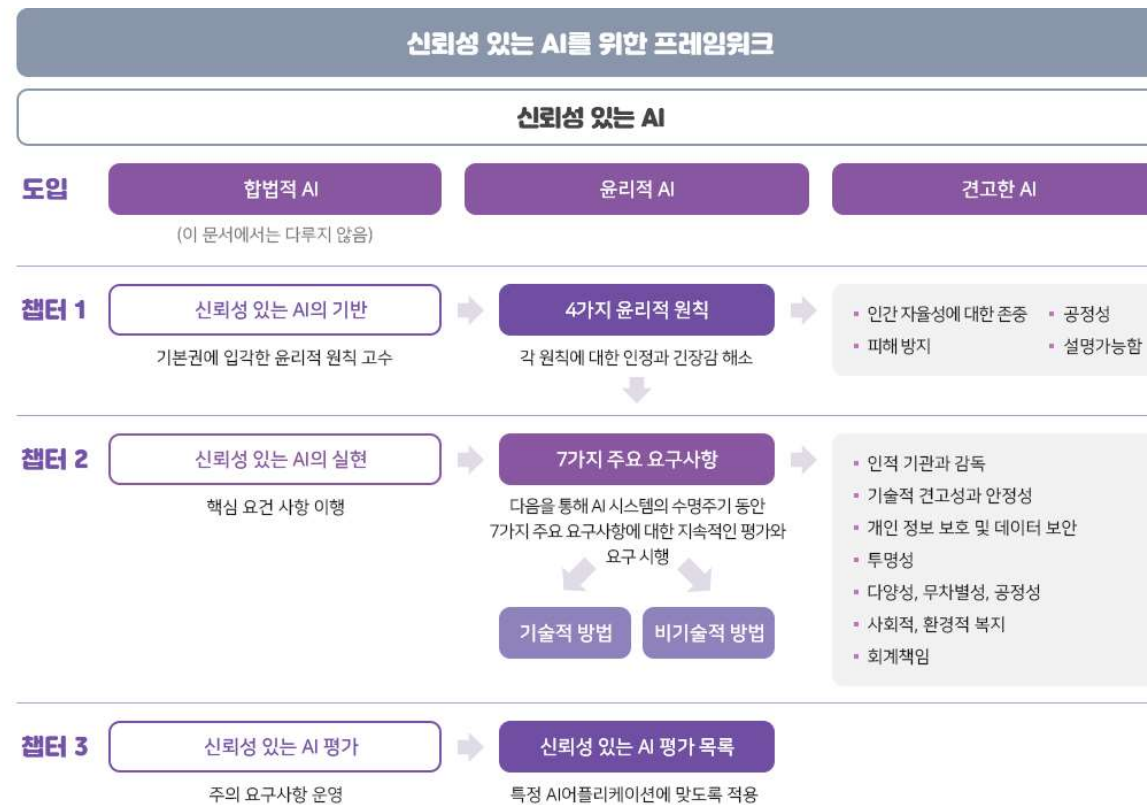 신뢰성 있는 AI를 위한 프레임워크
신뢰성 있는 AI
도입
합법적 AI
윤리적 AI
견고한 AI
(이 문서에서는 다루지 않음)
챕터 1
신뢰성 있는 AI의 기반
4가지 윤리적 원칙
기본권에 입각한 윤리적 원칙 고수
각 원칙에 대한 인정과 긴장감 해소
▪ 인간 자율성에 대한 존중
▪ 공정성
▪ 피해 방지
▪ 설명가능함
챕터 2
신뢰성 있는 AI의 실현
7가지 주요 요구사항
핵심 요건 사항 이행
다음을 통해 AI 시스템의 수명주기 동안
7가지 주요 요구사항에 대한 지속적인 평가와
요구 시행
기술적 방법
비기술적 방법
▪ 인적 기관과 감독
▪ 기술적 견고성과 안정성
▪ 개인 정보 보호 및 데이터 보안
▪ 투명성
▪ 다양성, 무차별성, 공정성
▪ 사회적, 환경적 복지
▪ 회계책임
챕터 3
신뢰성 있는 AI 평가
신뢰성 있는 AI 평가 목록
주의 요구사항 운영
특정 AI어플리케이션에 맞도록 적용